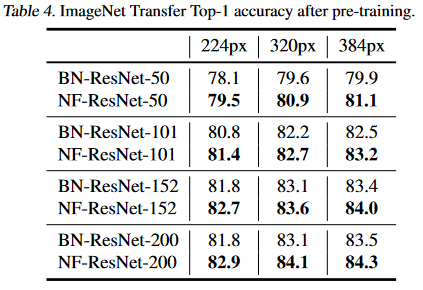 Table 4. ImageNet Transfer Top-1 accuracy after pre-training.
224px 320px 384px
BN-ResNet-50 78.1 79.6 79.9
NF-ResNet-50 79.5 80.9 81.1
BN-ResNet-101 80.8 82.2 82.5
NF-ResNet-101 81.4 82.7 83.2
BN-ResNet-152 81.8 83.1 83.4
NF-ResNet-152 82.7 83.6 84.0
BN-ResNet-200 81.8 83.1 83.5
NF-ResNet-200 82.9 84.1 84.3